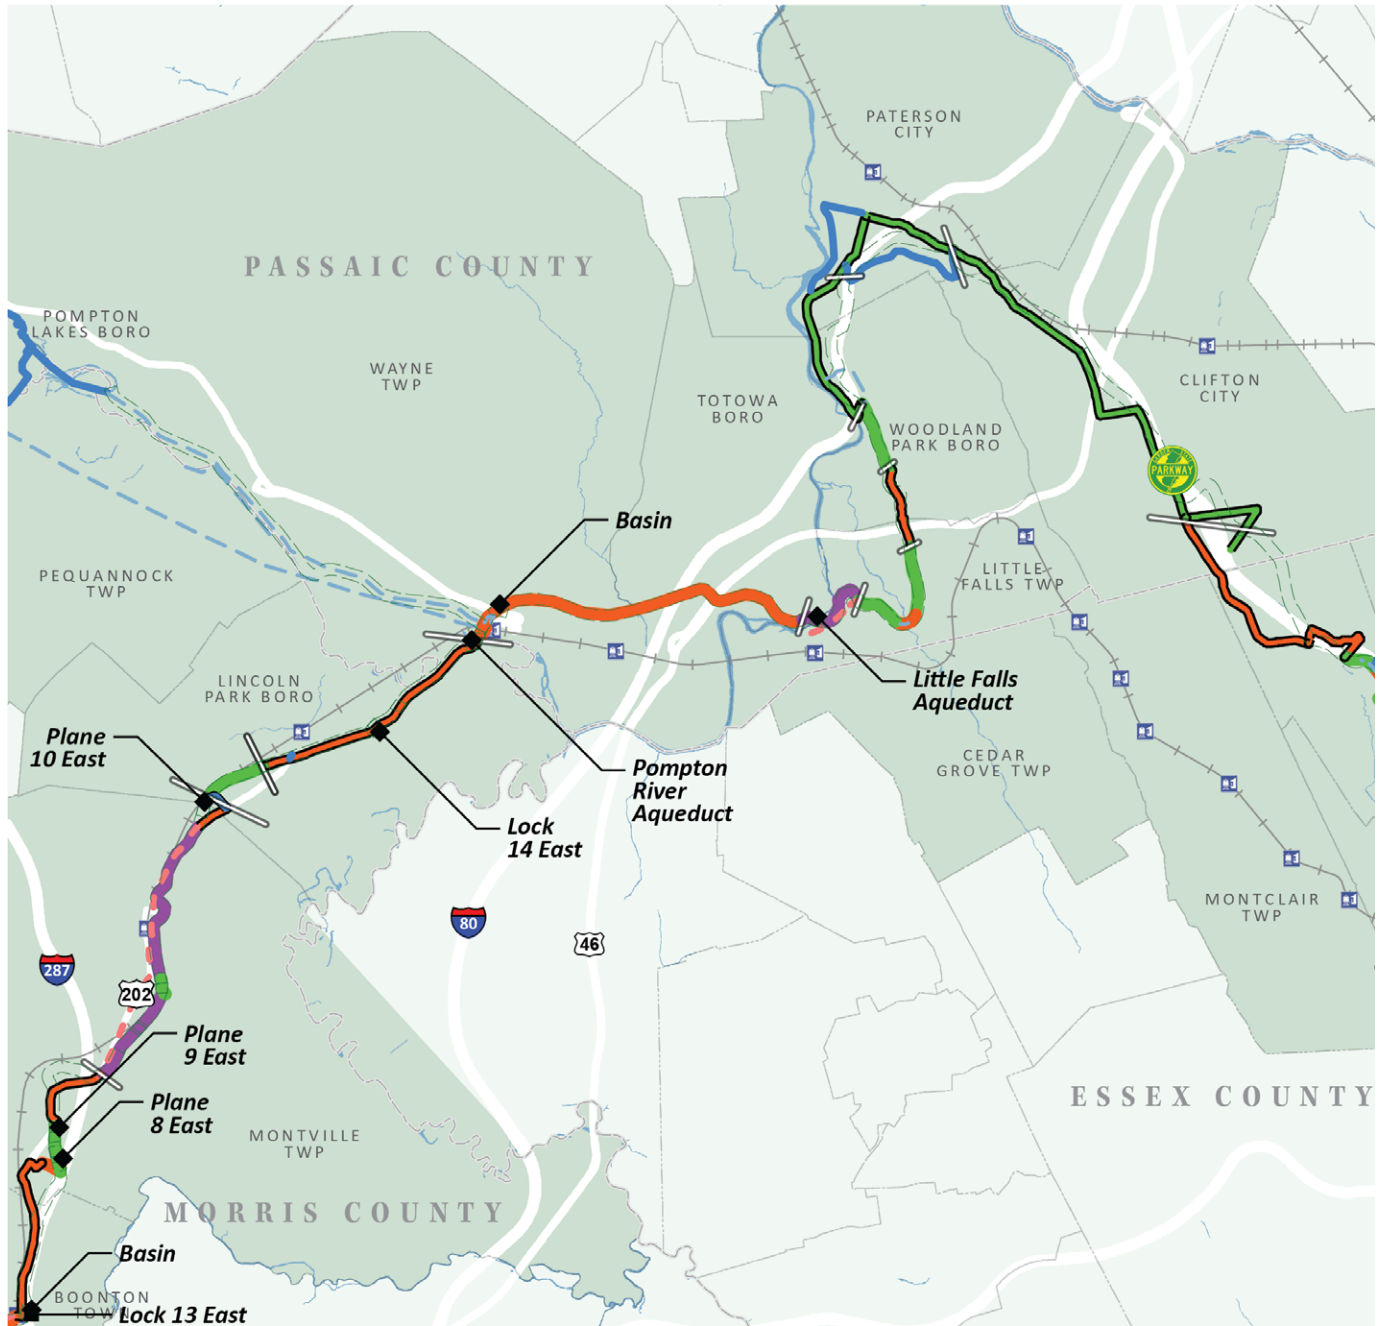 PATERSON
CITY
PASSAIC COUNTY
POMPTON
LAKES BORO
WAYNE
TWP
CLIFTON
CITY
TOTOWA
BORO
WOODLAND
PARK BORO
PARKWAY
Basin
PEQUANNOCK
TWP
LITTLE
FALLS TWP
LINCOLN
PARK BORO
Little Falls
Aqueduct
Plane
10 East
CEDAR
GROVE TWP
Pompton
River
Aqueduct
Lock
14 East
MONTCLAIR
TWP
80
46
287
202
Plane
9 East
Plane
8 East
ESSEX COUNTY
MONTVILLE
TWP
MORRIS COUNTY
Basin
BOONTON
TOWN
Lock 13 East